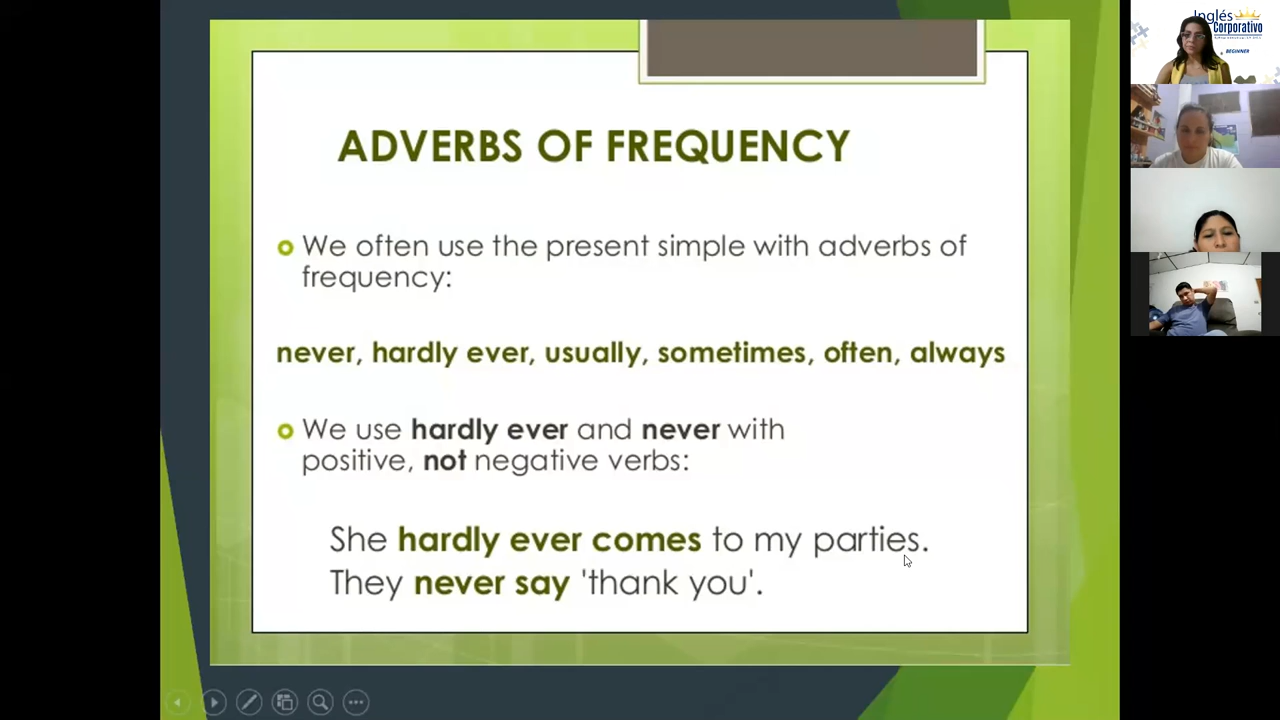 ADVERBS OF FREQUENCY
We often use the present simple with adverbs of
frequency:
never, hardly ever, usually, sometimes, often, always
We use hardly ever and never with
positive, not negative verbs:
She hardly ever comes to my parties.
They never say 'thank you'.
Inglés
Corporativo
BEGINNER